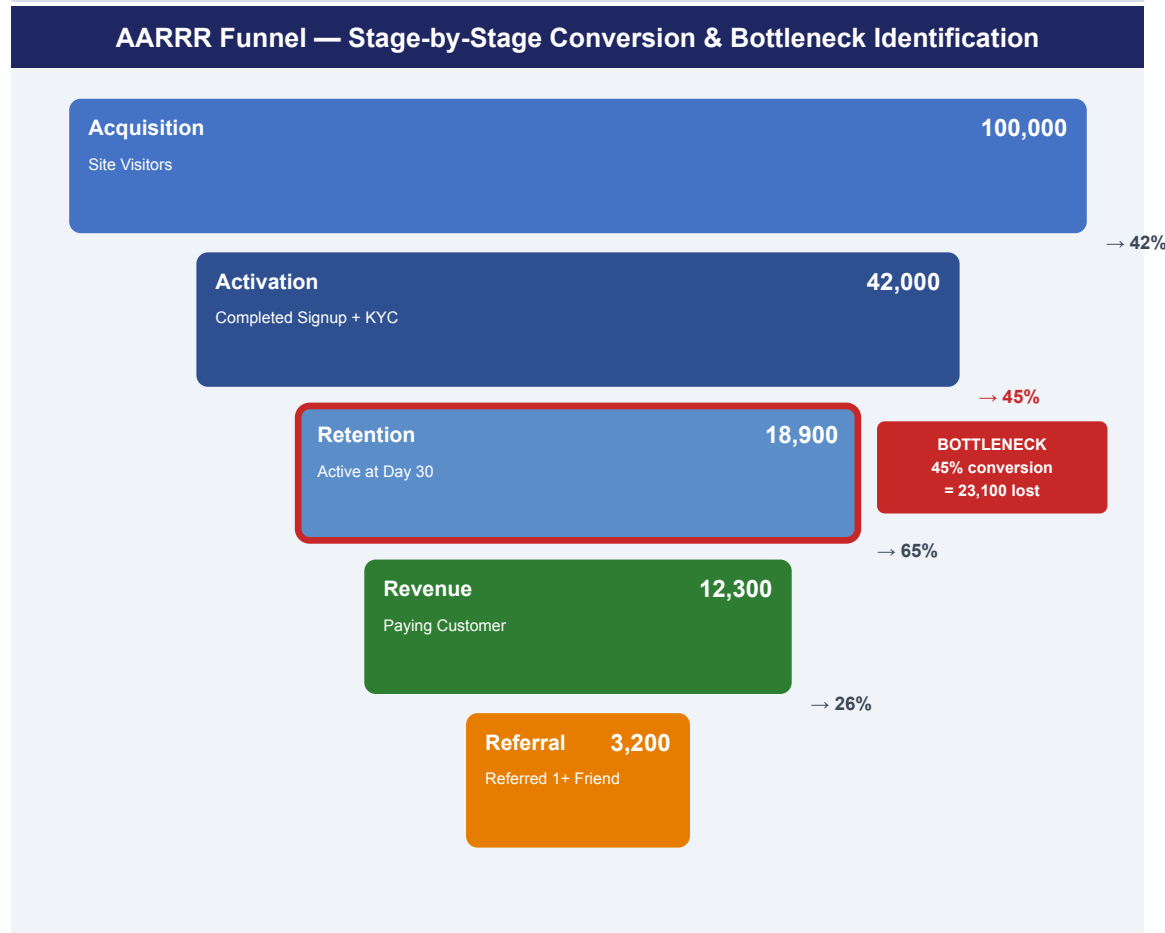 AARRR Funnel — Stage-by-Stage Conversion & Bottleneck Identification
Acquisition 100,000
Site Visitors
→ 42%
Activation 42,000
Completed Signup + KYC
→ 45%
Retention 18,900
Active at Day 30
BOTTLENECK
45% conversion
= 23,100 lost
→ 65%
Revenue 12,300
Paying Customer
→ 26%
Referral 3,200
Referred 1+ Friend